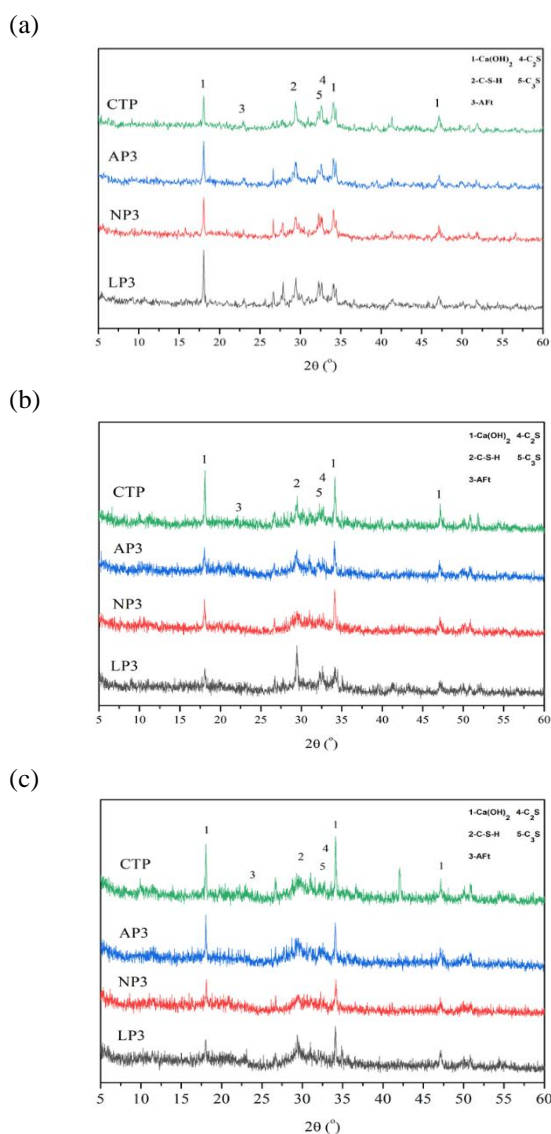 (a)
1-Ca(OH)2 4-C2S
2-C-S-H 5-C3S
3-AFt
CTP
AP3
NP3
LP3
1 3 2 5 4 1 1
5 10 15 20 25 30 35 40 45 50 55 60
2θ (°)
(b)
1-Ca(OH)2 4-C2S
2-C-S-H 5-C3S
3-AFt
CTP
AP3
NP3
LP3
1 3 2 5 4 1 1
5 10 15 20 25 30 35 40 45 50 55 60
2θ (°)
(c)
1-Ca(OH)2 4-C2S
2-C-S-H 5-C3S
3-AFt
CTP
AP3
NP3
LP3
1 3 2 5 4 1 1
5 10 15 20 25 30 35 40 45 50 55 60
2θ (°)